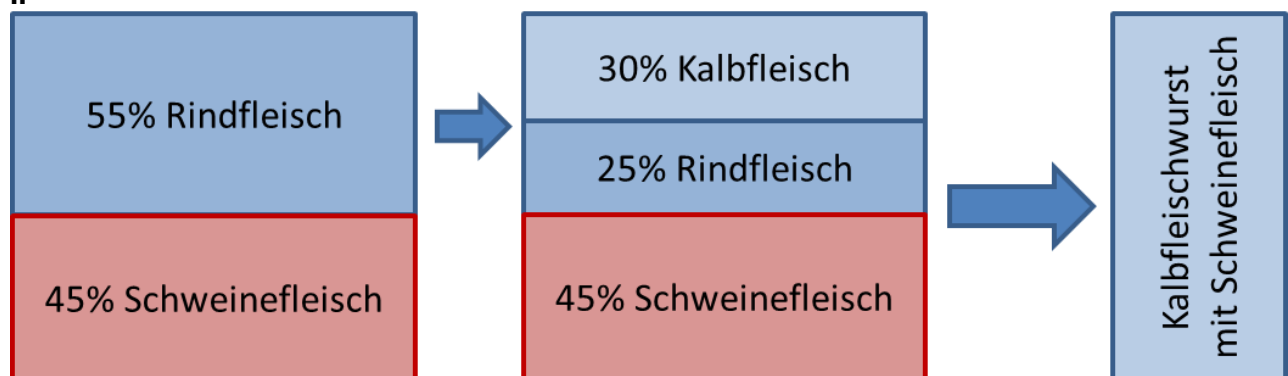 55% Rindfleisch
45% Schweinefleisch
30% Kalbfleisch
25% Rindfleisch
45% Schweinefleisch
Kalbfleischwurst
mit Schweinefleisch